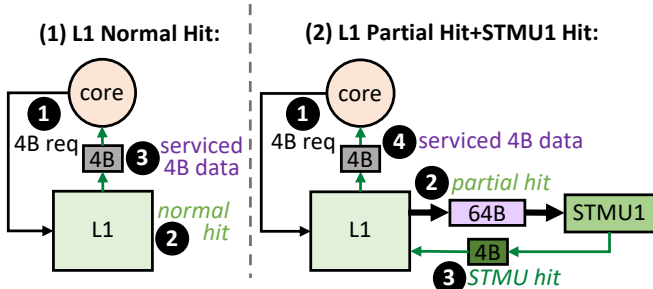 (1) L1 Normal Hit:
core
1
4B req
4B
3
serviced
4B data
L1
normal
hit
2
(2) L1 Partial Hit+STMU1 Hit:
core
1
4B req
4B
4
serviced 4B data
2
partial hit
L1
64B
STMU1
4B
3
STMU hit